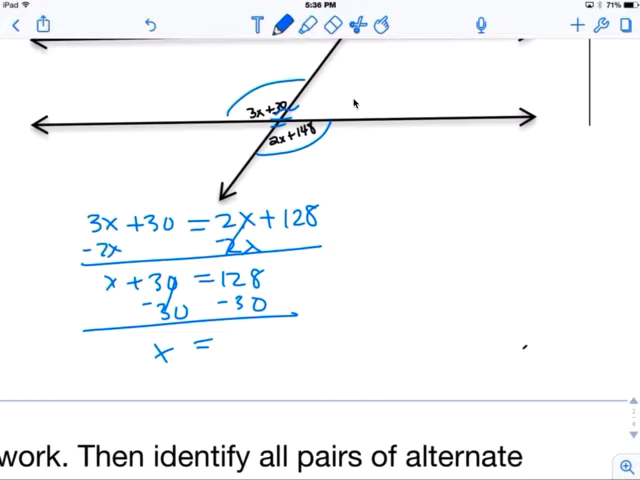 iPad 5:36 PM 71%
T
3x+30
2x+148
3x +30 = 2x +128
-2x 2x
x + 30 = 128
-30 -30
x =
work. Then identify all pairs of alternate